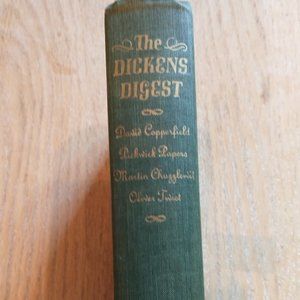 The
DICKENS
DIGEST
David Copperfield
Pickwick Papers
Martin Chuzzlewit
Oliver Twist